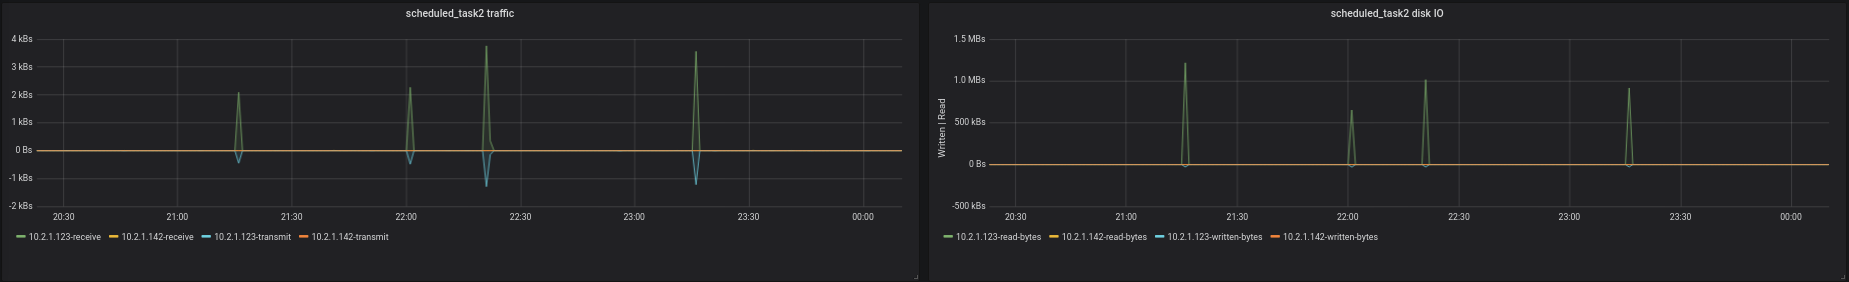 scheduled_task2 traffic
4 kBs
3 kBs
2 kBs
1 kBs
0 Bs
-1 kBs
-2 kBs
20:30 21:00 21:30 22:00 22:30 23:00 23:30 00:00
10.2.1.123-receive 10.2.1.142-receive 10.2.1.123-transmit 10.2.1.142-transmit
scheduled_task2 disk IO
Written | Read
1.5 MBs
1.0 MBs
500 kBs
0 Bs
-500 kBs
20:30 21:00 21:30 22:00 22:30 23:00 23:30 00:00
10.2.1.123-read-bytes 10.2.1.142-read-bytes 10.2.1.123-written-bytes 10.2.1.142-written-bytes